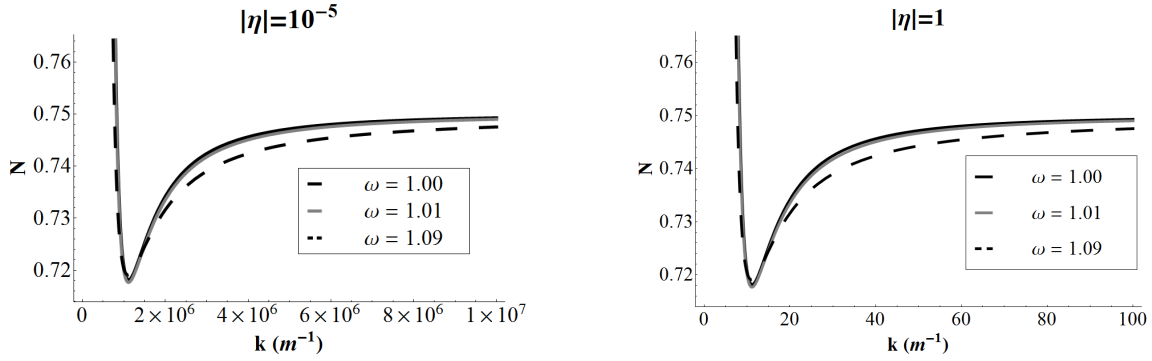 |η|=10⁻⁵
0.76
0.75
0.74
0.73
0.72
N
ω = 1.00
ω = 1.01
ω = 1.09
0 2×10⁶ 4×10⁶ 6×10⁶ 8×10⁶ 1×10⁷
k (m⁻¹)
|η|=1
0.76
0.75
0.74
0.73
0.72
N
ω = 1.00
ω = 1.01
ω = 1.09
0 20 40 60 80 100
k (m⁻¹)